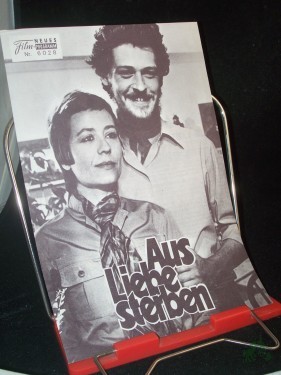 NEUES
Film-PROGRAMM
Nr. 6028
Aus
Liebe
sterben